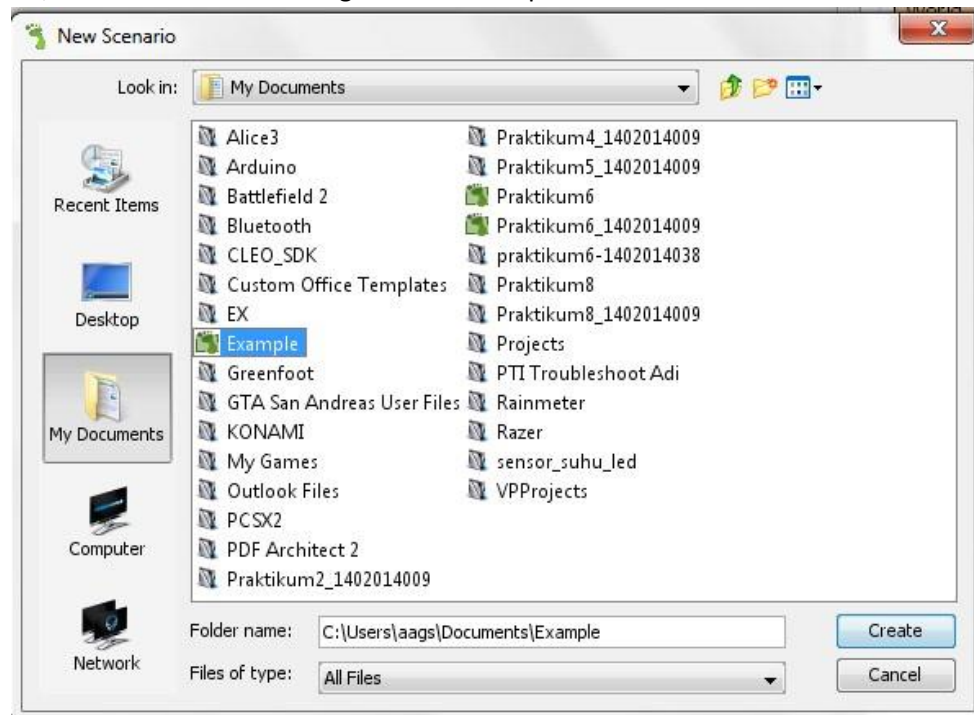 New Scenario
Look in:
My Documents
Recent Items
Desktop
My Documents
Computer
Network
Alice3
Arduino
Battlefield 2
Bluetooth
CLEO_SDK
Custom Office Templates
EX
Example
Greenfoot
GTA San Andreas User Files
KONAMI
My Games
Outlook Files
PCSX2
PDF Architect 2
Praktikum2_1402014009
Praktikum4_1402014009
Praktikum5_1402014009
Praktikum6
Praktikum6_1402014009
praktikum6-1402014038
Praktikum8
Praktikum8_1402014009
Projects
PTI Troubleshoot Adi
Rainmeter
Razer
sensor_suhu_led
VPProjects
Folder name:
C:\Users\aags\Documents\Example
Create
Files of type:
All Files
Cancel